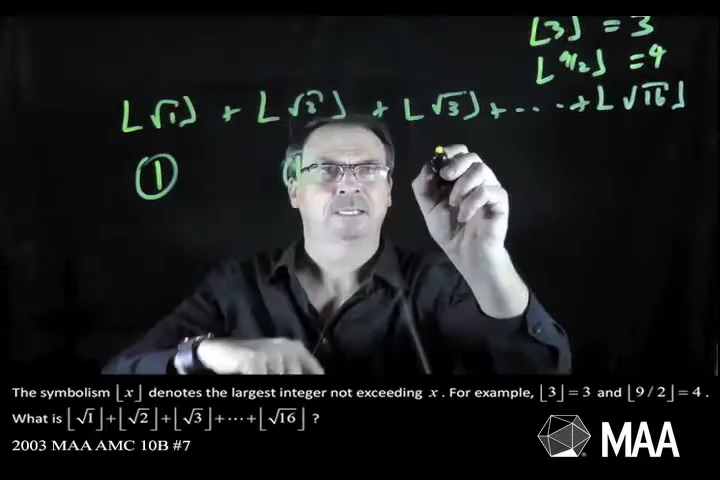 ⌊3⌋ = 3
⌊9/2⌋ = 4
⌊√1⌋ + ⌊√2⌋ + ⌊√3⌋ + ... + ⌊√16⌋
1 1
The symbolism ⌊x⌋ denotes the largest integer not exceeding x. For example, ⌊3⌋ = 3 and ⌊9/2⌋ = 4.
What is ⌊√1⌋+⌊√2⌋+⌊√3⌋+⋯+⌊√16⌋ ?
2003 MAA AMC 10B #7
MAA